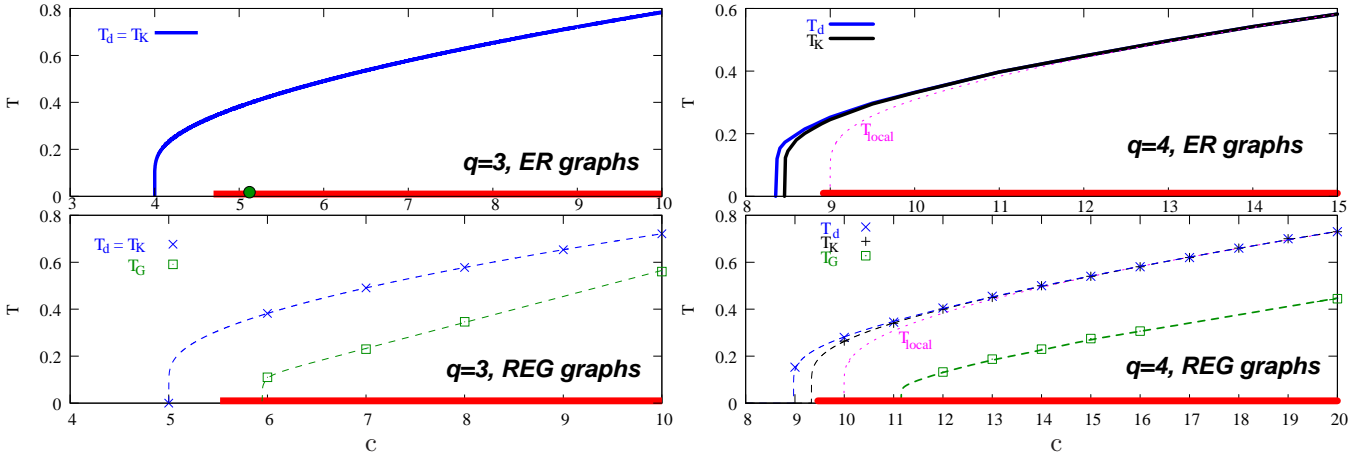 0.8
0.6
0.4
0.2
0
T
T_d = T_K
q=3, ER graphs
3 4 5 6 7 8 9 10
0.6
0.4
0.2
0
T
T_d
T_K
T_local
q=4, ER graphs
8 9 10 11 12 13 14 15
0.8
0.6
0.4
0.2
0
T
T_d = T_K
T_G
q=3, REG graphs
4 5 6 7 8 9 10
c
0.8
0.6
0.4
0.2
0
T
T_d
T_K
T_G
T_local
q=4, REG graphs
8 9 10 11 12 13 14 15 16 17 18 19 20
c